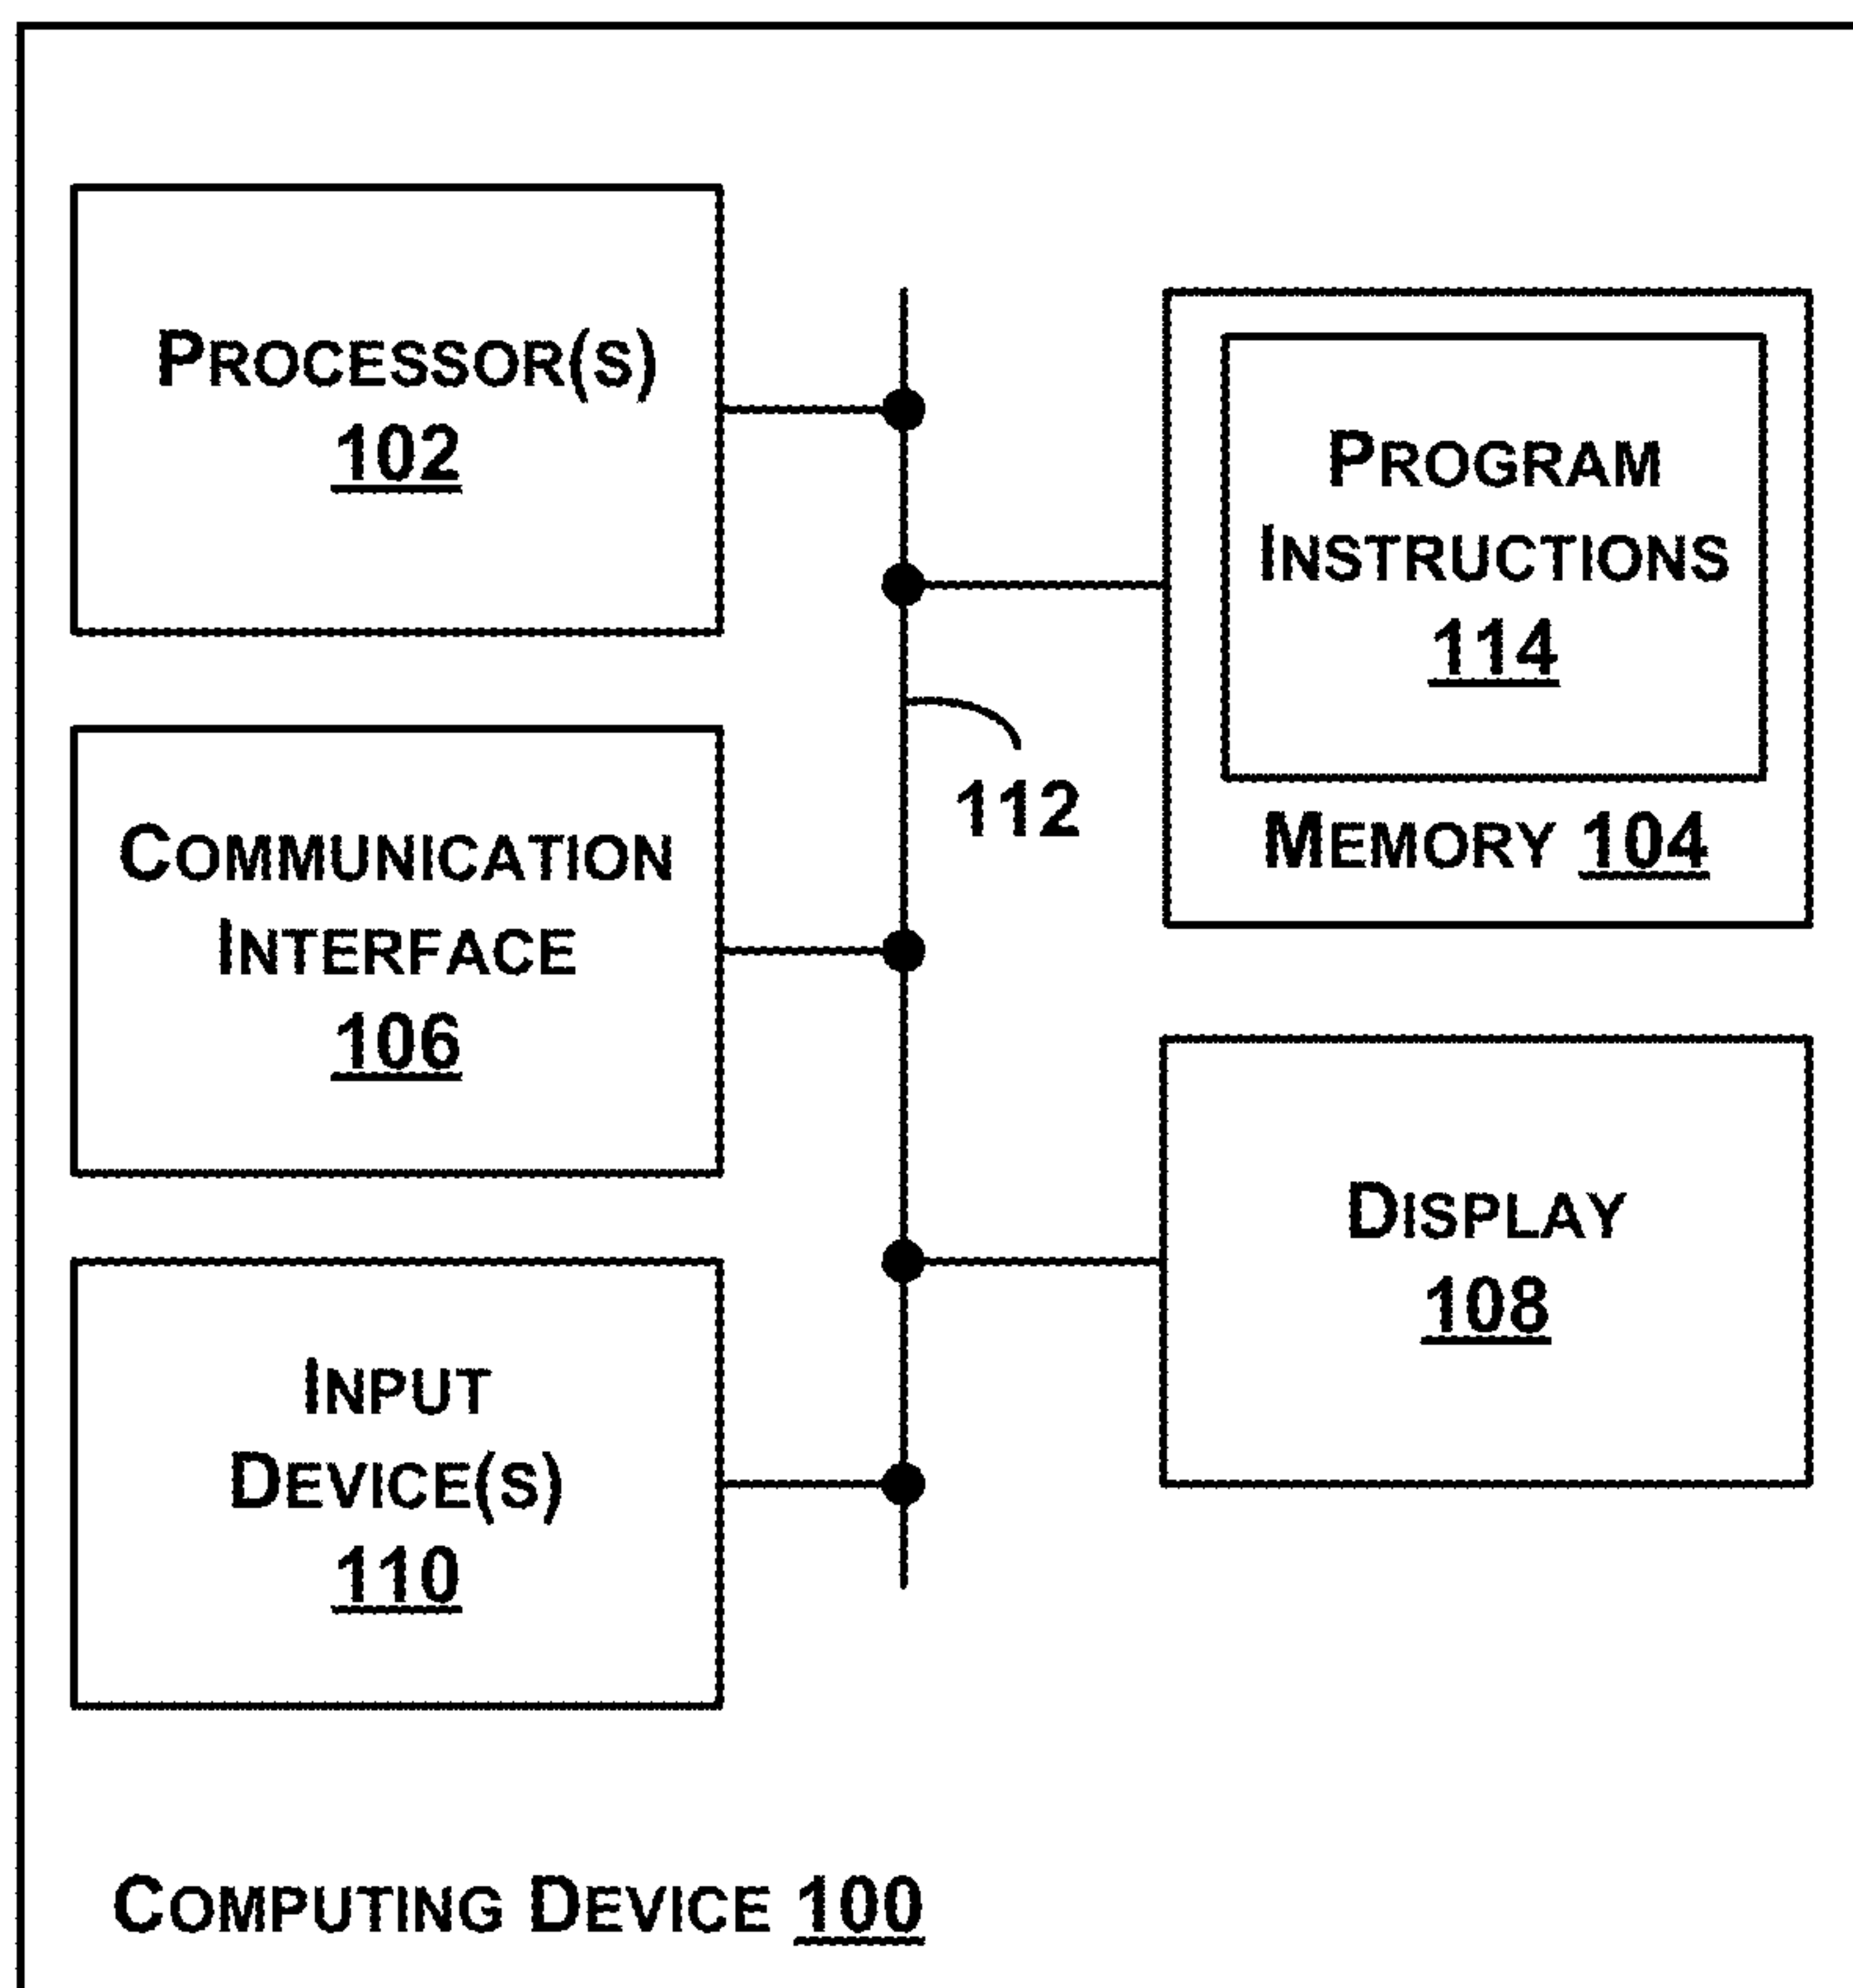 PROCESSOR(S)
102
PROGRAM
INSTRUCTIONS
114
MEMORY 104
112
COMMUNICATION
INTERFACE
106
DISPLAY
108
INPUT
DEVICE(S)
110
COMPUTING DEVICE 100